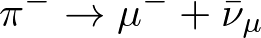 π⁻ → μ⁻ + ν̄_μ